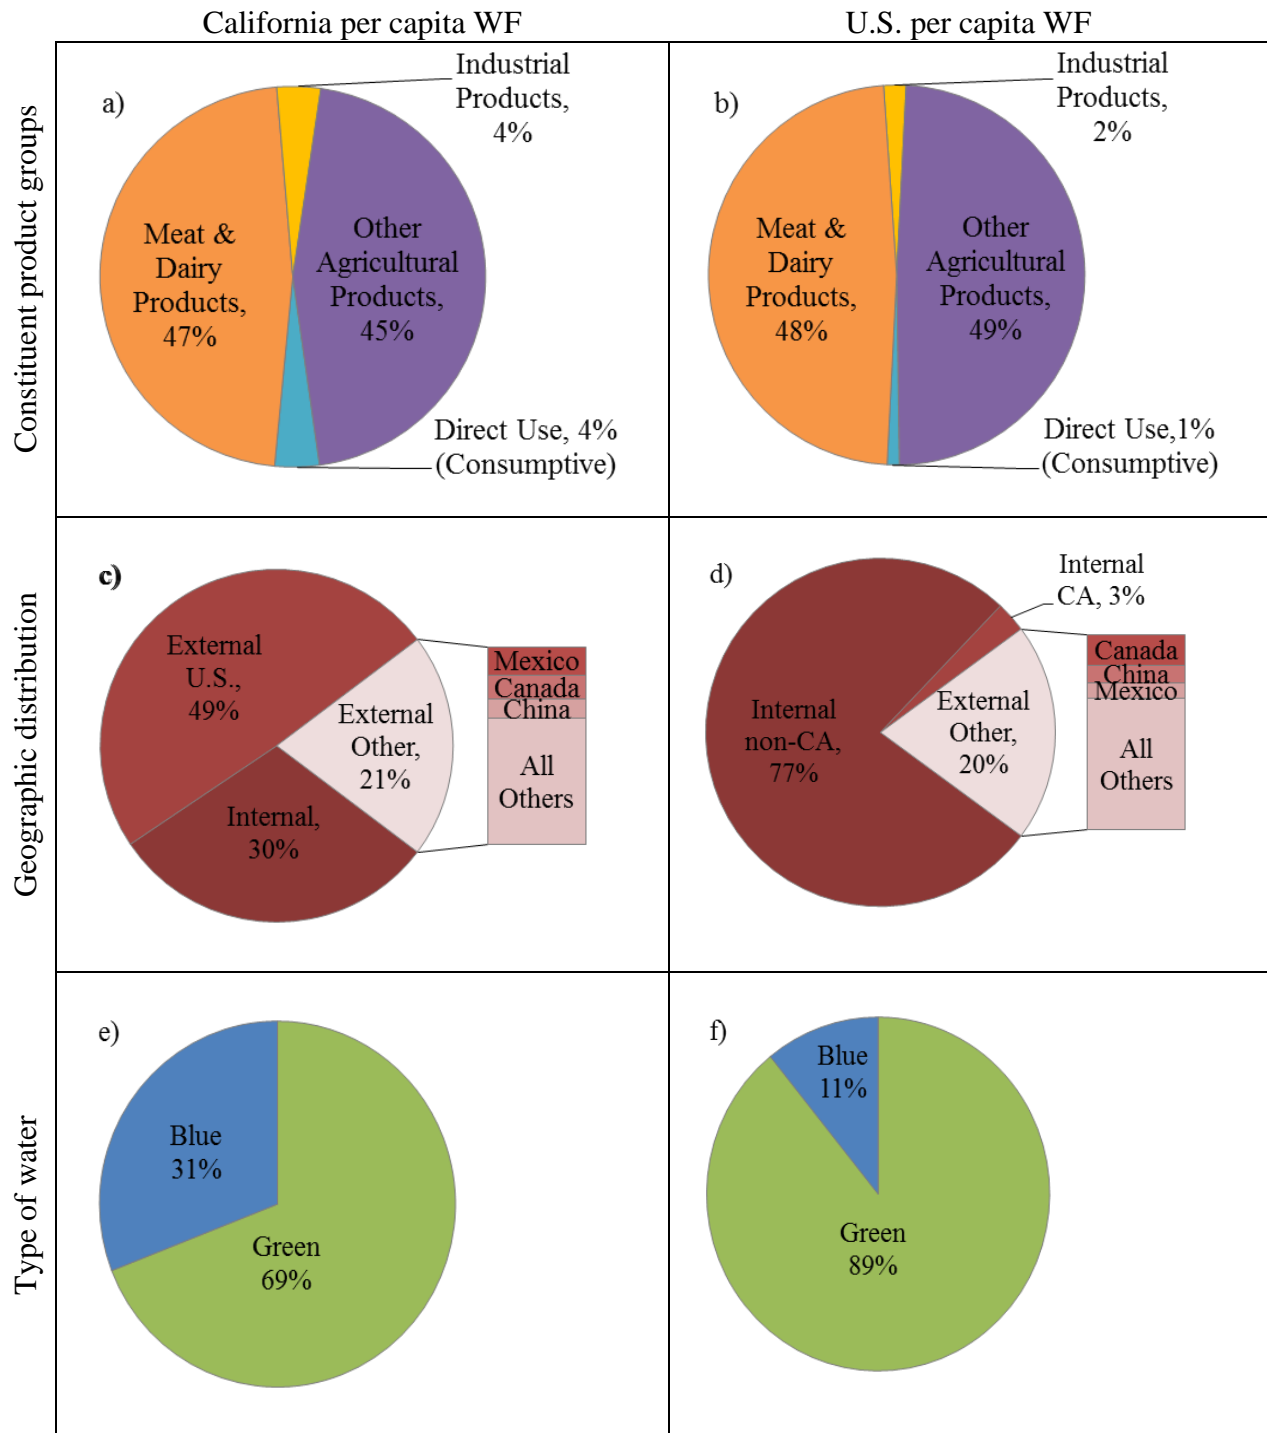 California per capita WF
U.S. per capita WF
Constituent product groups
a)
Industrial
Products,
4%
Meat &
Dairy
Products,
47%
Other
Agricultural
Products,
45%
Direct Use, 4%
(Consumptive)
b)
Industrial
Products,
2%
Meat &
Dairy
Products,
48%
Other
Agricultural
Products,
49%
Direct Use,1%
(Consumptive)
Geographic distribution
c)
External
U.S.,
49%
External
Other,
21%
Internal,
30%
Mexico
Canada
China
All
Others
d)
Internal
CA, 3%
Internal
non-CA,
77%
External
Other,
20%
Canada
China
Mexico
All
Others
Type of water
e)
Blue
31%
Green
69%
f)
Blue
11%
Green
89%